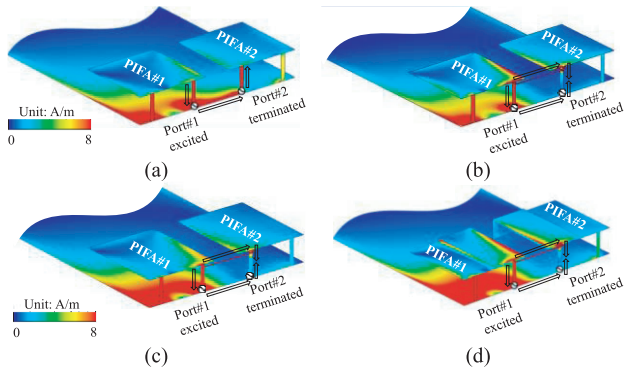 PIFA#1
PIFA#2
Unit: A/m
0 8
Port#1
excited
Port#2
terminated
(a)
PIFA#1
PIFA#2
Port#1
excited
Port#2
terminated
(b)
PIFA#1
PIFA#2
Unit: A/m
0 8
Port#1
excited
Port#2
terminated
(c)
PIFA#1
PIFA#2
Port#1
excited
Port#2
terminated
(d)